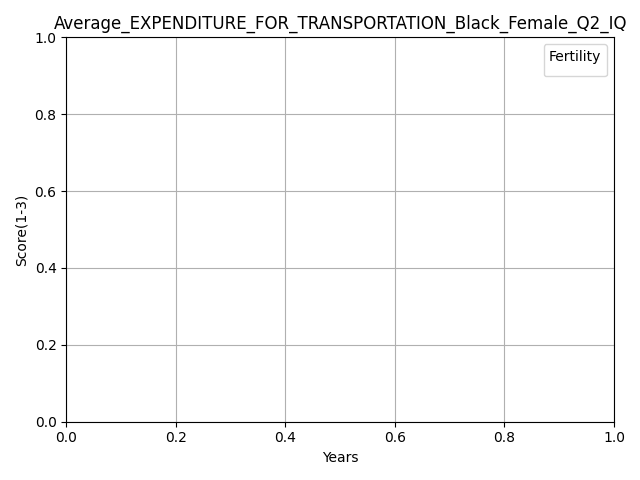 Average_EXPENDITURE_FOR_TRANSPORTATION_Black_Female_Q2_IQ
Fertility
Score(1-3)
1.0
0.8
0.6
0.4
0.2
0.0
0.0 0.2 0.4 0.6 0.8 1.0
Years